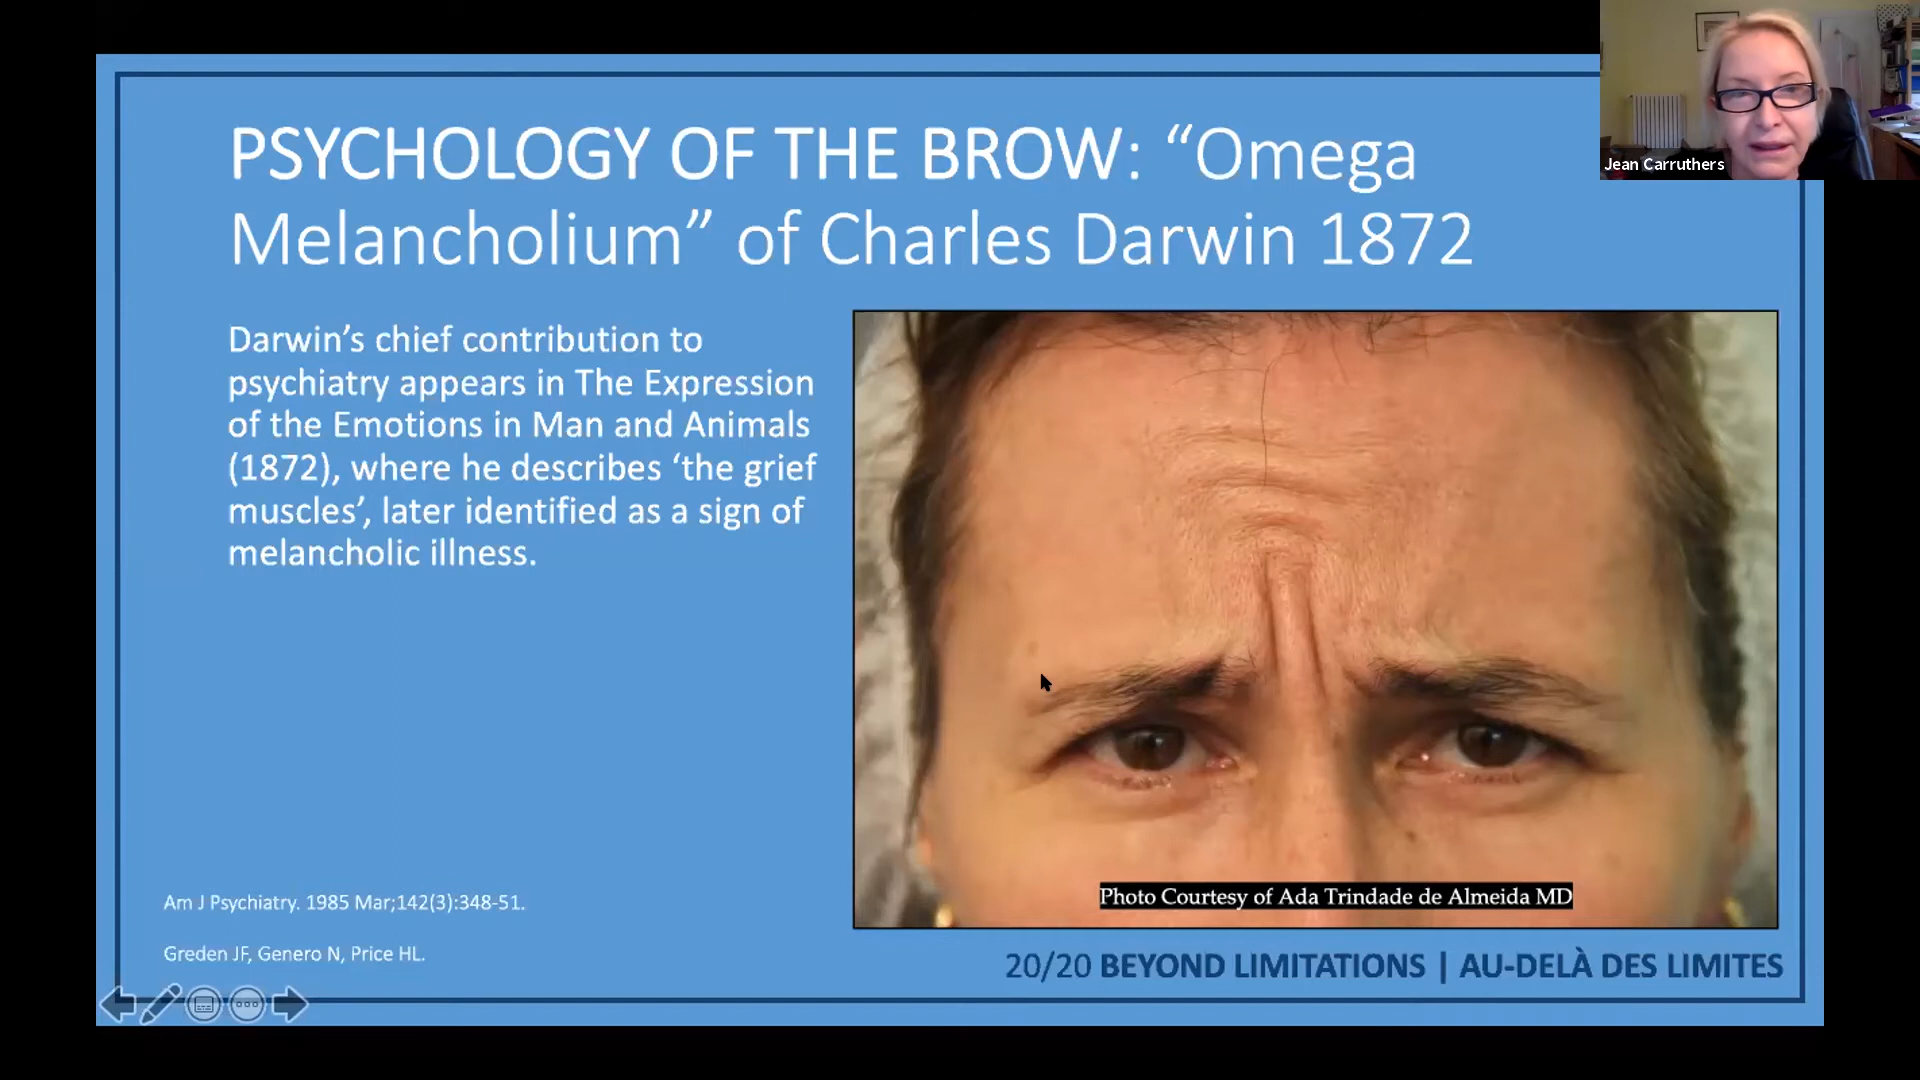 PSYCHOLOGY OF THE BROW: “Omega
Melancholium” of Charles Darwin 1872
Jean Carruthers
Darwin’s chief contribution to
psychiatry appears in The Expression
of the Emotions in Man and Animals
(1872), where he describes ‘the grief
muscles’, later identified as a sign of
melancholic illness.
Photo Courtesy of Ada Trindade de Almeida MD
Am J Psychiatry. 1985 Mar;142(3):348-51.
Greden JF, Genero N, Price HL.
20/20 BEYOND LIMITATIONS | AU-DELÀ DES LIMITES